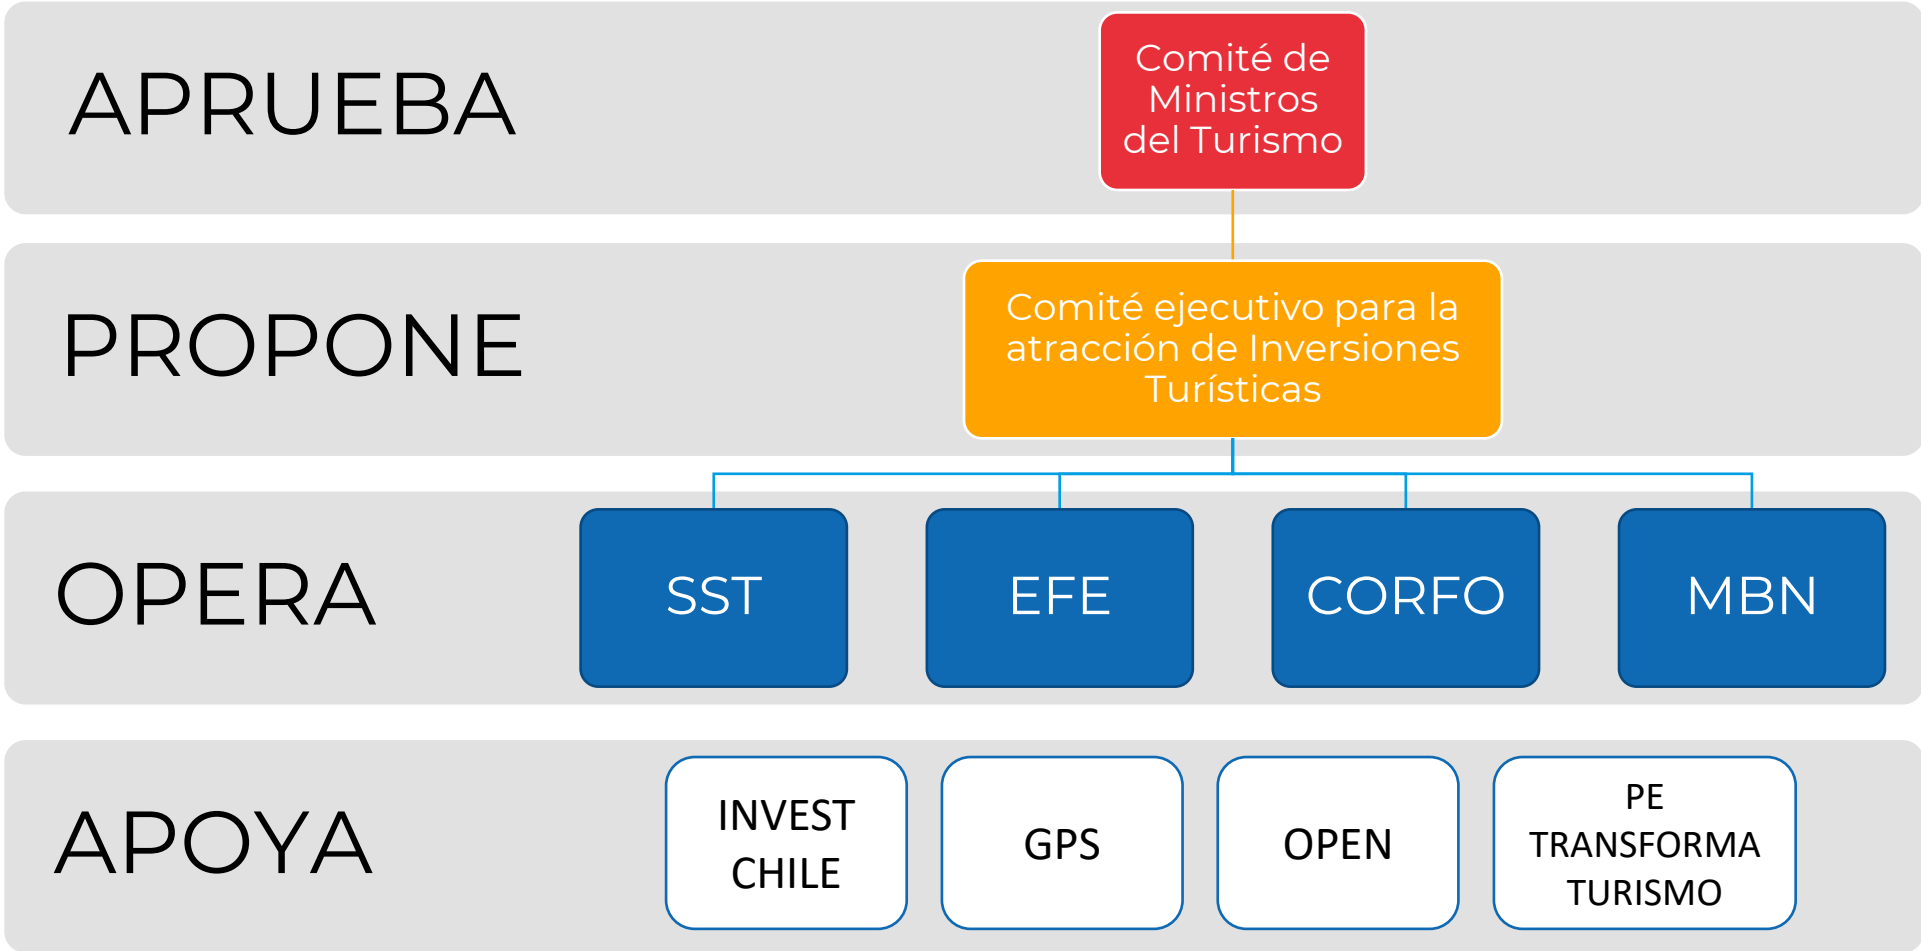 APRUEBA
Comité de
Ministros
del Turismo
PROPONE
Comité ejecutivo para la
atracción de Inversiones
Turísticas
OPERA
SST
EFE
CORFO
MBN
APOYA
INVEST
CHILE
GPS
OPEN
PE
TRANSFORMA
TURISMO